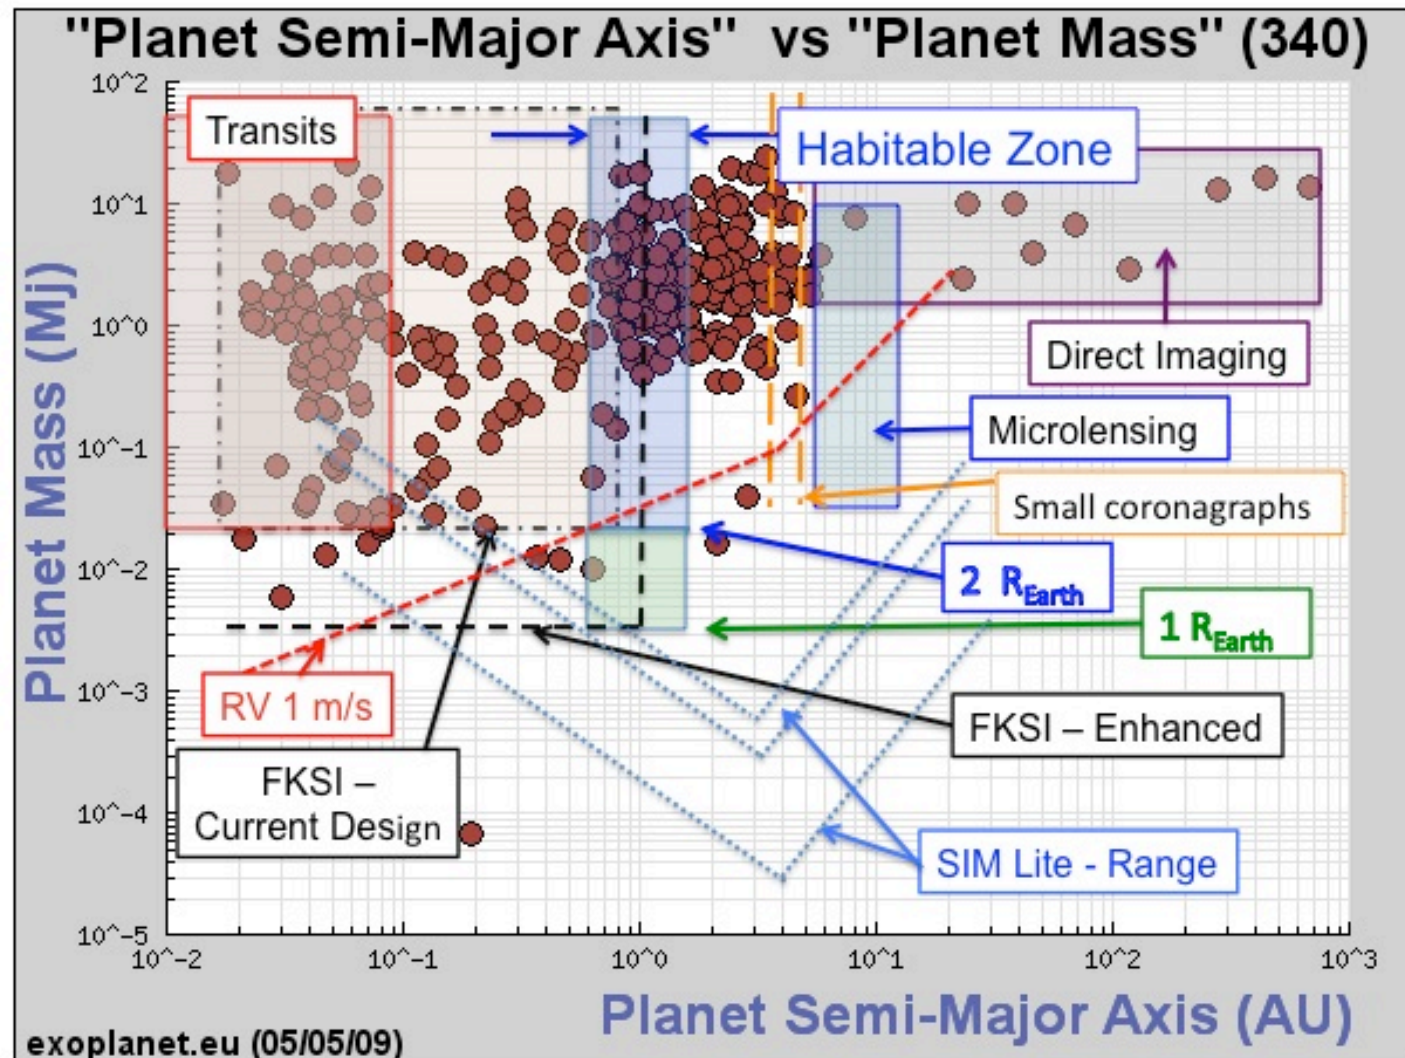 "Planet Semi-Major Axis" vs "Planet Mass" (340)
10^2
10^1
10^0
10^-1
10^-2
10^-3
10^-4
10^-5
Planet Mass (Mj)
Transits
Habitable Zone
Direct Imaging
Microlensing
Small coronagraphs
2 R_Earth
1 R_Earth
RV 1 m/s
FKSI – Enhanced
FKSI –
Current Design
SIM Lite - Range
10^-2
10^-1
10^0
10^1
10^2
10^3
Planet Semi-Major Axis (AU)
exoplanet.eu (05/05/09)